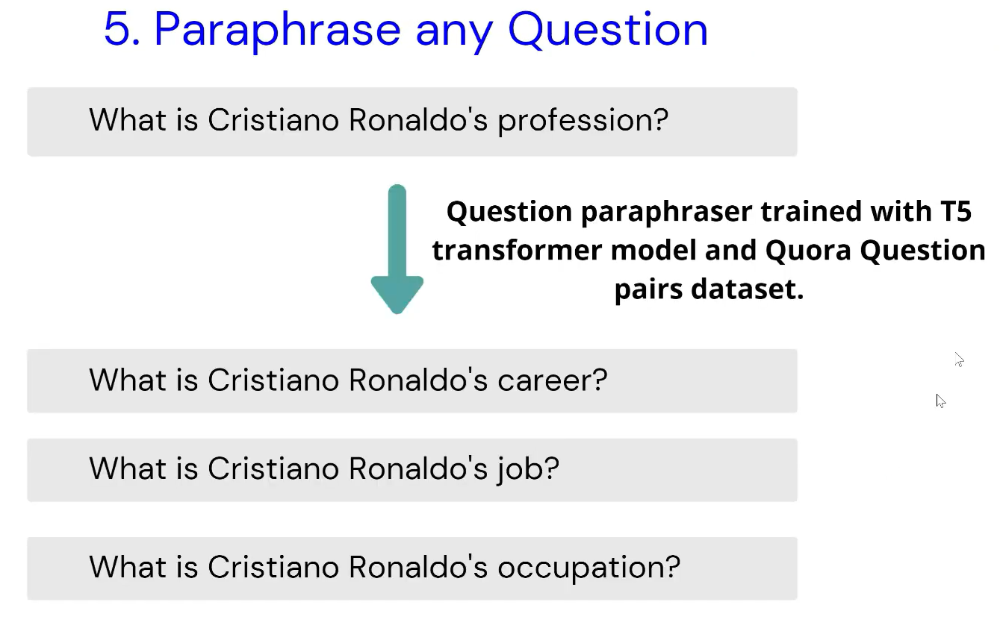 5. Paraphrase any Question
What is Cristiano Ronaldo's profession?
Question paraphraser trained with T5
transformer model and Quora Question
pairs dataset.
What is Cristiano Ronaldo's career?
What is Cristiano Ronaldo's job?
What is Cristiano Ronaldo's occupation?